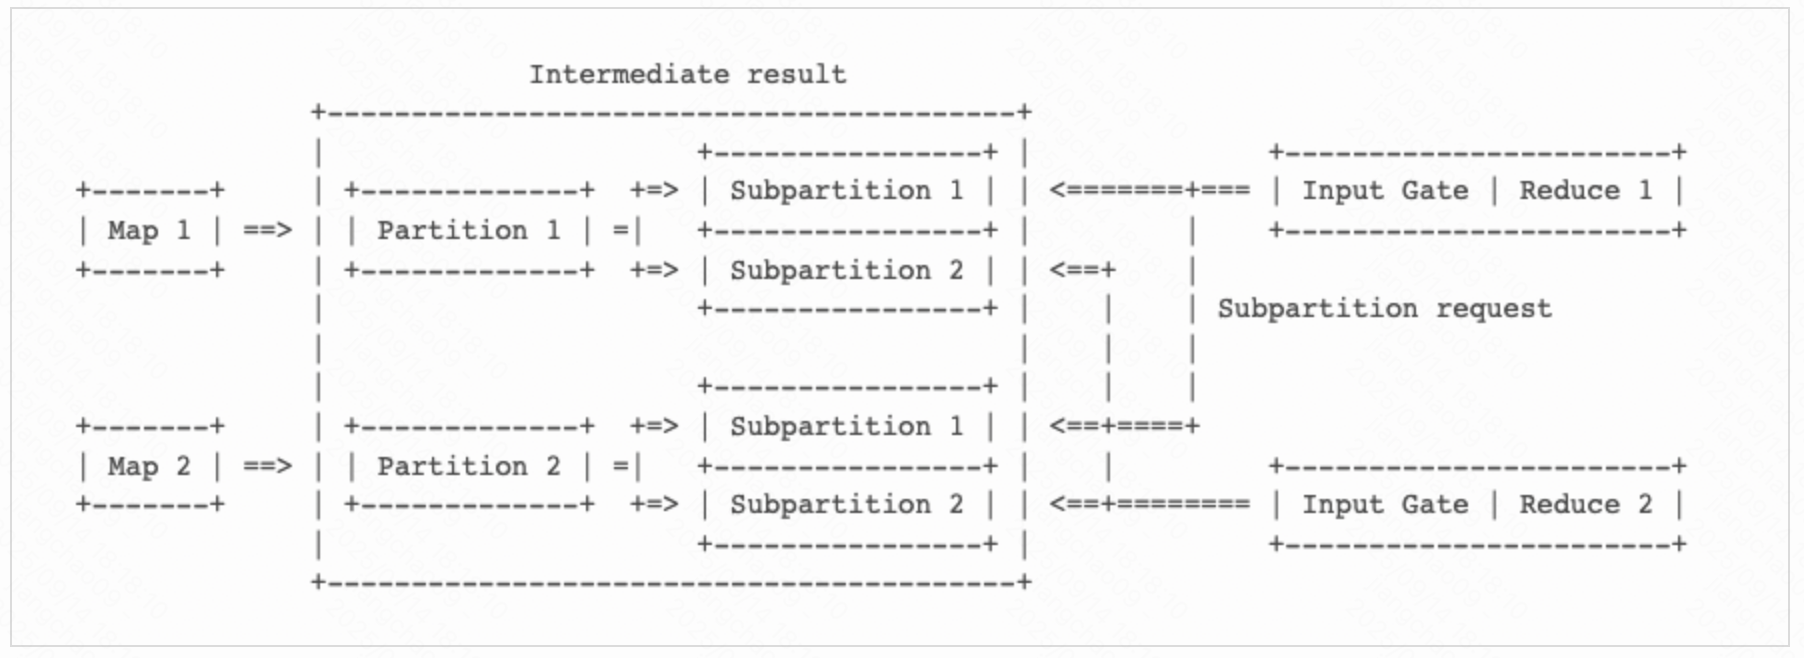 Intermediate result
+---------------------------------------+
| +----------------+ | +-----------------------+
+-------+ | +-------------+ +=> | Subpartition 1 | | <=======+=== | Input Gate | Reduce 1 |
| Map 1 | ==> | | Partition 1 | =| +----------------+ | | +-----------------------+
+-------+ | +-------------+ +=> | Subpartition 2 | | <==+ |
| +----------------+ | | | Subpartition request
| | | |
| +----------------+ | | |
+-------+ | +-------------+ +=> | Subpartition 1 | | <==+====+
| Map 2 | ==> | | Partition 2 | =| +----------------+ | | +-----------------------+
+-------+ | +-------------+ +=> | Subpartition 2 | | <==+======== | Input Gate | Reduce 2 |
| +----------------+ | +-----------------------+
+---------------------------------------+